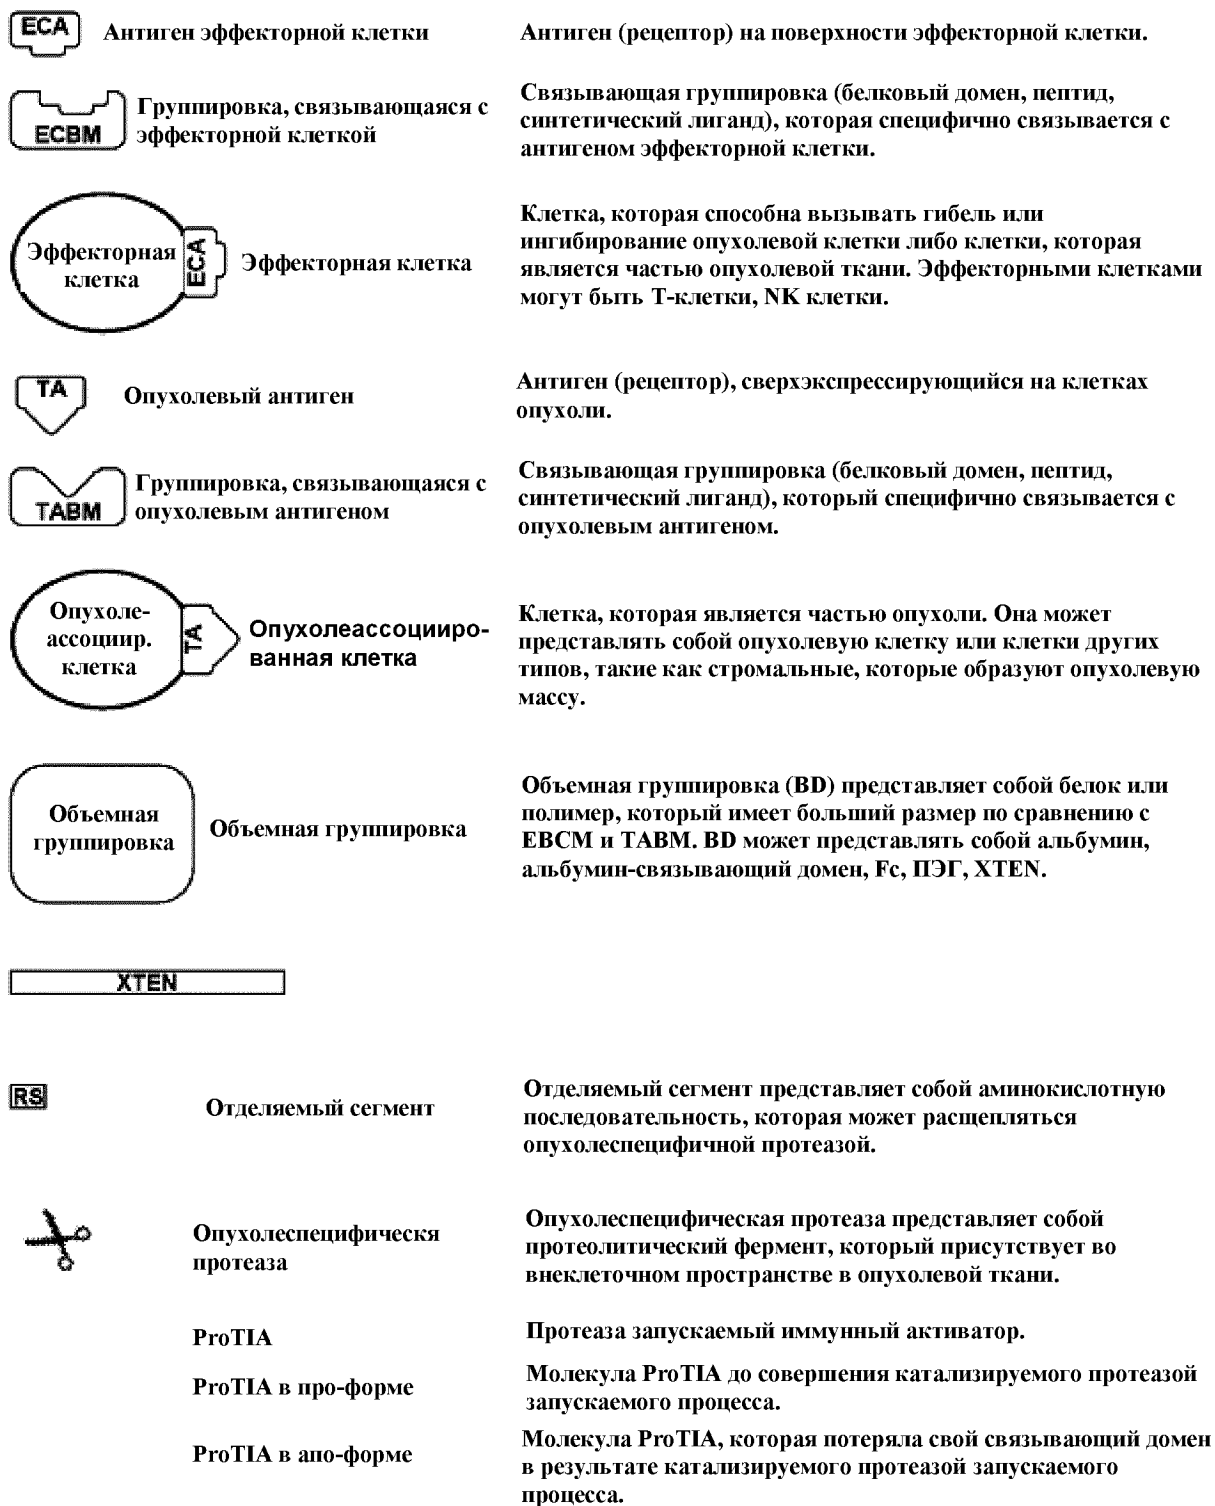 ECA
Антиген эффекторной клетки
Антиген (рецептор) на поверхности эффекторной клетки.
ECBM
Группировка, связывающаяся с
эффекторной клеткой
Связывающая группировка (белковый домен, пептид,
синтетический лиганд), которая специфично связывается с
антигеном эффекторной клетки.
Эффекторная
клетка
ECA
Эффекторная клетка
Клетка, которая способна вызывать гибель или
ингибирование опухолевой клетки либо клетки, которая
является частью опухолевой ткани. Эффекторными клетками
могут быть Т-клетки, NK клетки.
TA
Опухолевый антиген
Антиген (рецептор), сверхэкспрессирующийся на клетках
опухоли.
TABM
Группировка, связывающаяся с
опухолевым антигеном
Связывающая группировка (белковый домен, пептид,
синтетический лиганд), который специфично связывается с
опухолевым антигеном.
Опухоле-
ассоциир.
клетка
TA
Опухолеассоцииро-
ванная клетка
Клетка, которая является частью опухоли. Она может
представлять собой опухолевую клетку или клетки других
типов, такие как стромальные, которые образуют опухолевую
массу.
Объемная
группировка
Объемная группировка
Объемная группировка (BD) представляет собой белок или
полимер, который имеет больший размер по сравнению с
EBCM и TABM. BD может представлять собой альбумин,
альбумин-связывающий домен, Fc, ПЭГ, XTEN.
XTEN
RS
Отделяемый сегмент
Отделяемый сегмент представляет собой аминокислотную
последовательность, которая может расщепляться
опухолеспецифичной протеазой.
Опухолеспецифическя
протеаза
Опухолеспецифическая протеаза представляет собой
протеолитический фермент, который присутствует во
внеклеточном пространстве в опухолевой ткани.
ProTIA
Протеаза запускаемый иммунный активатор.
ProTIA в про-форме
Молекула ProTIA до совершения катализируемого протеазой
запускаемого процесса.
ProTIA в апо-форме
Молекула ProTIA, которая потеряла свой связывающий домен
в результате катализируемого протеазой запускаемого
процесса.